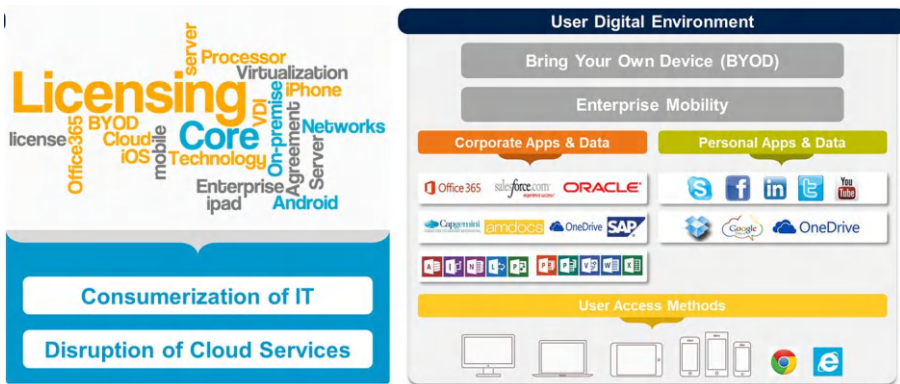 server
Processor
Virtualization
Licensing
iPhone
VDI
On-premise
BYOD
license
Office365
Cloud
Core
Networks
iOS
mobile
Technology
Agreement
Server
Enterprise
ipad
Android
Consumerization of IT
Disruption of Cloud Services
User Digital Environment
Bring Your Own Device (BYOD)
Enterprise Mobility
Corporate Apps & Data
Personal Apps & Data
Office 365
salesforce.com
ORACLE
in
You
Tube
Capgemini
amdocs
OneDrive
SAP
Google
OneDrive
A
I
N
L
P
P
P
V
W
X
User Access Methods